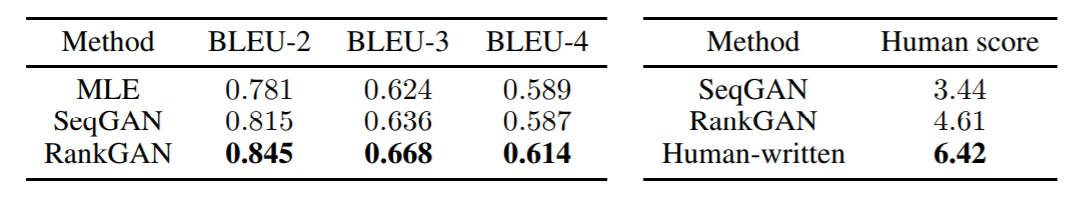 Method BLEU-2 BLEU-3 BLEU-4
MLE 0.781 0.624 0.589
SeqGAN 0.815 0.636 0.587
RankGAN 0.845 0.668 0.614
Method Human score
SeqGAN 3.44
RankGAN 4.61
Human-written 6.42